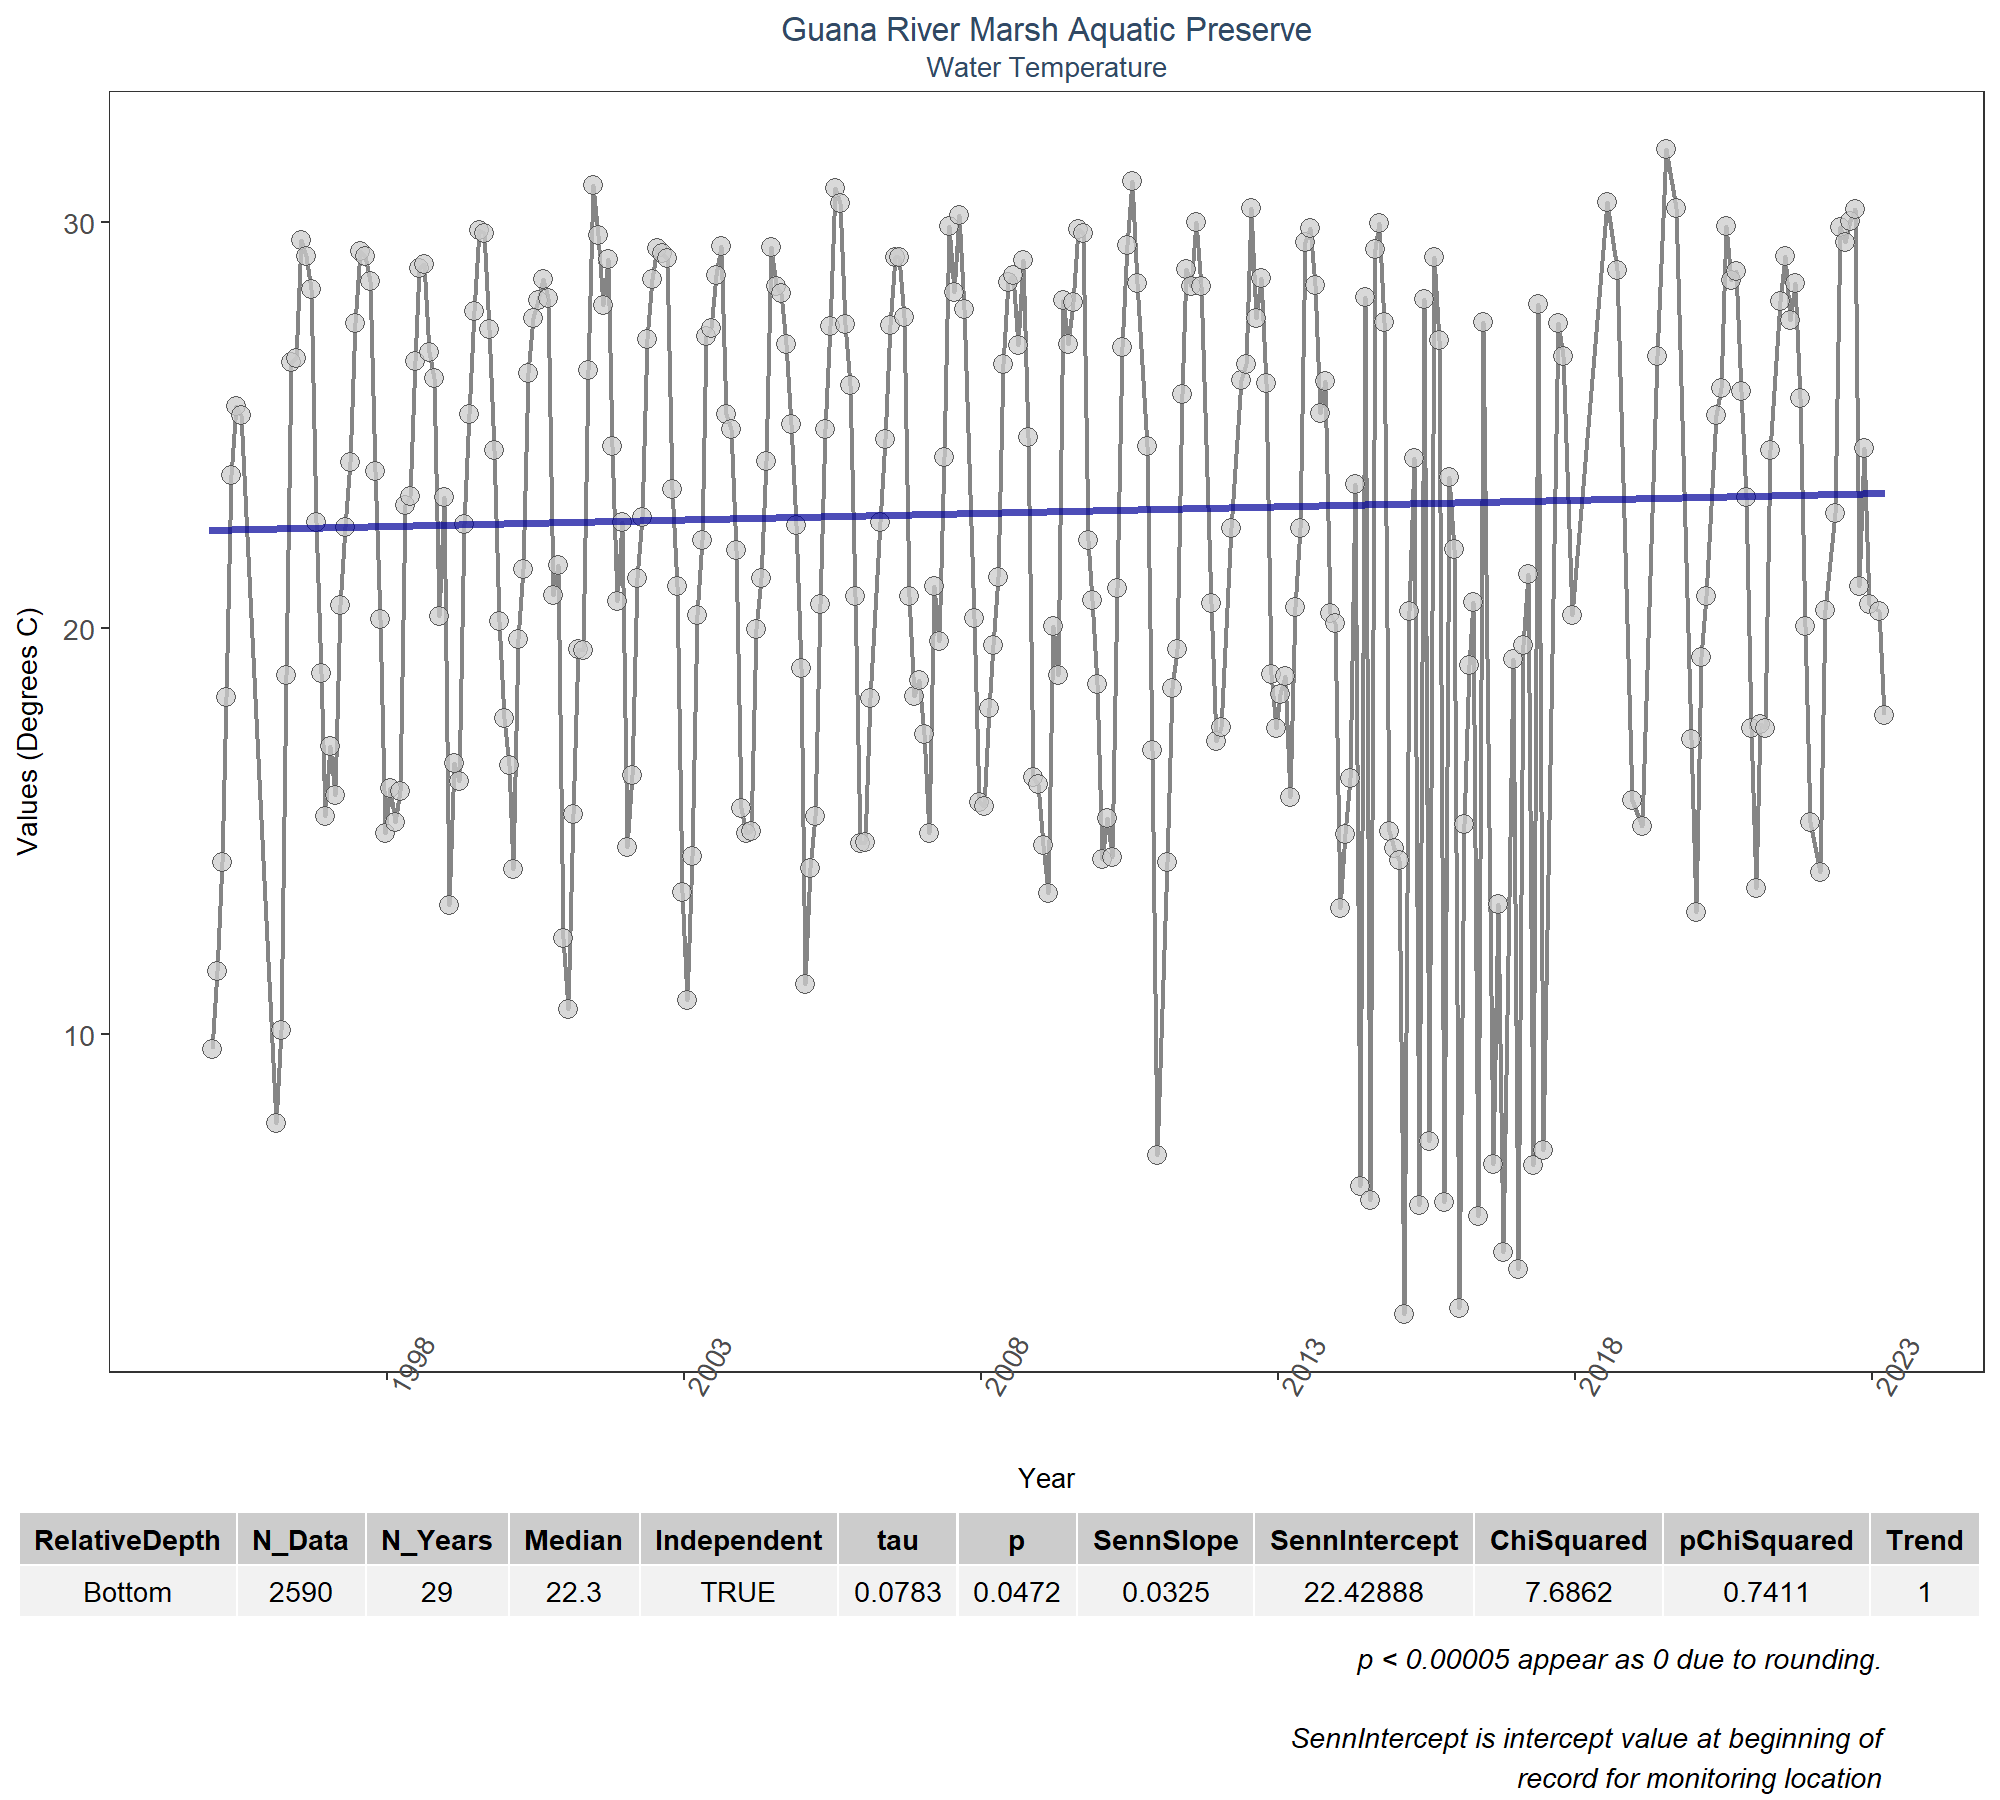 Guana River Marsh Aquatic Preserve
Water Temperature
30
20
10
Values (Degrees C)
1998
2003
2008
2013
2018
2023
Year
RelativeDepth N_Data N_Years Median Independent tau p SennSlope SennIntercept ChiSquared pChiSquared Trend
Bottom 2590 29 22.3 TRUE 0.0783 0.0472 0.0325 22.42888 7.6862 0.7411 1
p < 0.00005 appear as 0 due to rounding.
SennIntercept is intercept value at beginning of
record for monitoring location